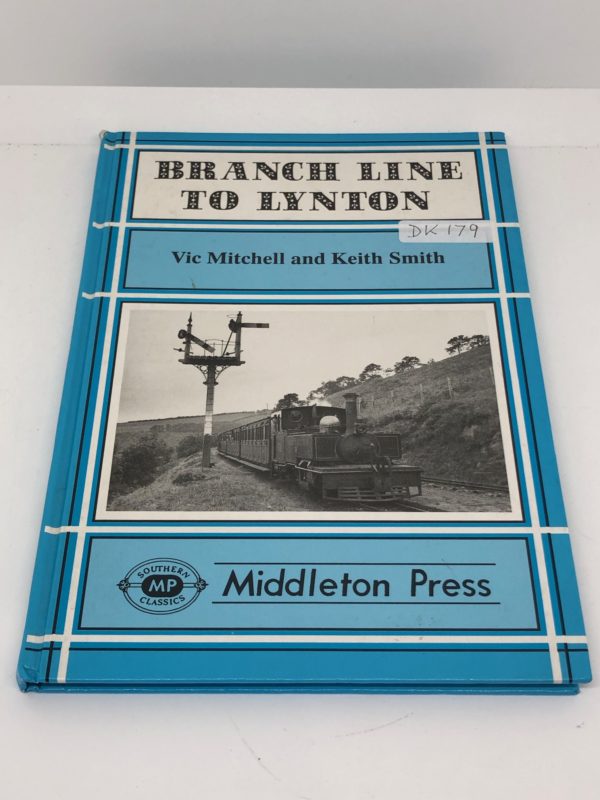 BRANCH LINE
TO LYNTON
DK 179
Vic Mitchell and Keith Smith
SOUTHERN
MP
CLASSICS
Middleton Press